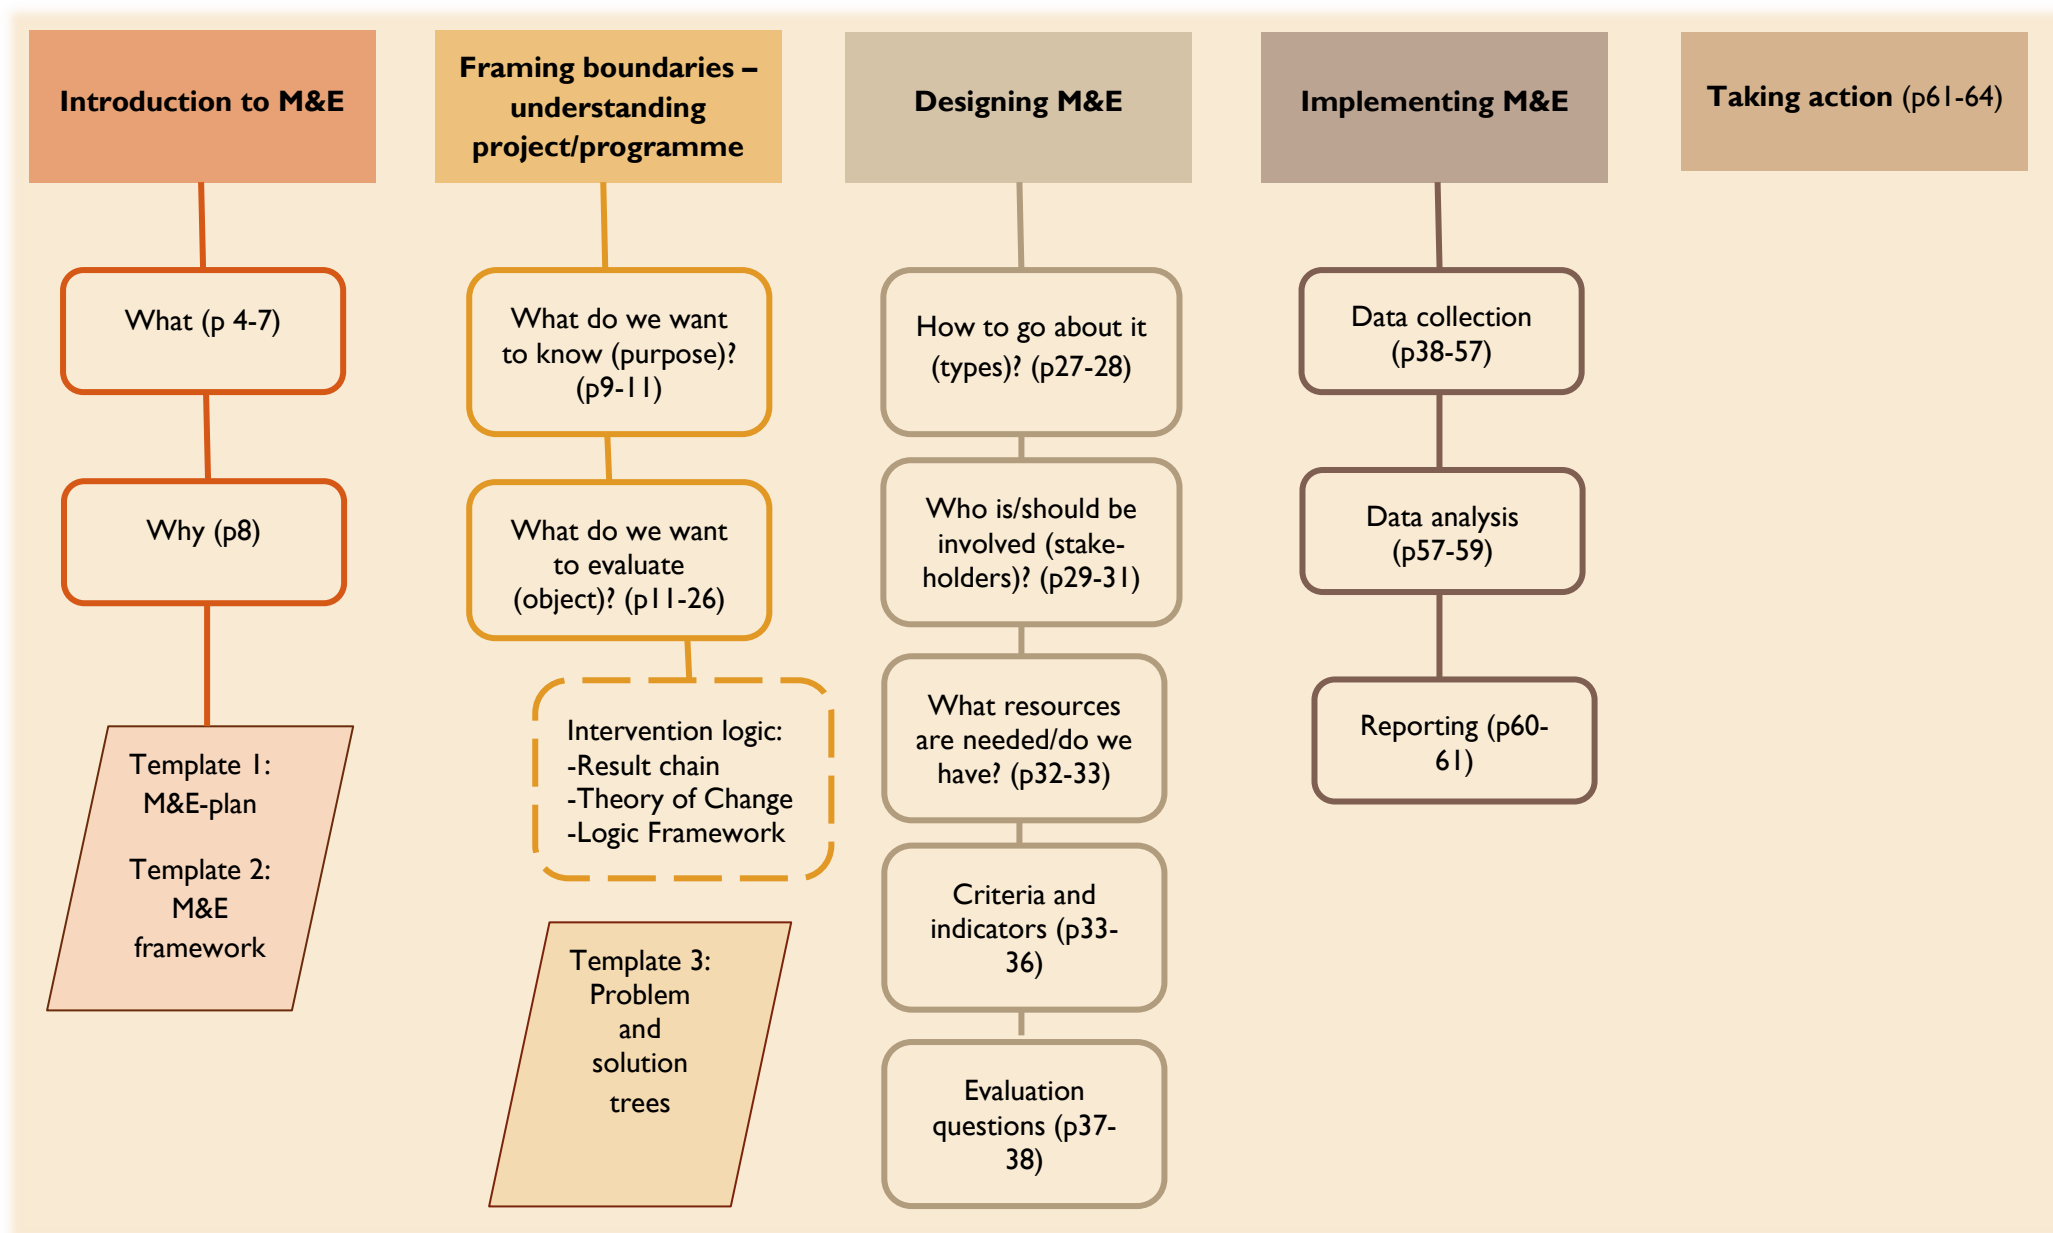 Introduction to M&E
What (p 4-7)
Why (p8)
Template 1:
M&E-plan
Template 2:
M&E
framework
Framing boundaries –
understanding
project/programme
What do we want
to know (purpose)?
(p9-11)
What do we want
to evaluate
(object)? (p11-26)
Intervention logic:
-Result chain
-Theory of Change
-Logic Framework
Template 3:
Problem
and
solution
trees
Designing M&E
How to go about it
(types)? (p27-28)
Who is/should be
involved (stake-
holders)? (p29-31)
What resources
are needed/do we
have? (p32-33)
Criteria and
indicators (p33-
36)
Evaluation
questions (p37-
38)
Implementing M&E
Data collection
(p38-57)
Data analysis
(p57-59)
Reporting (p60-
61)
Taking action (p61-64)